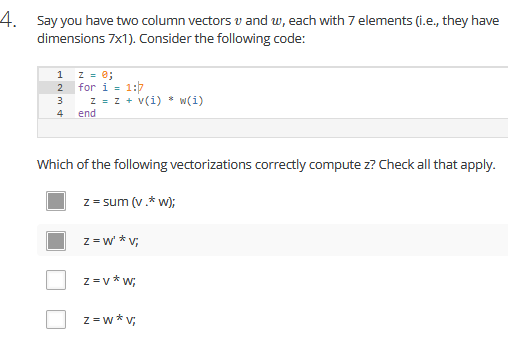 4. Say you have two column vectors v and w, each with 7 elements (i.e., they have
dimensions 7x1). Consider the following code:
1 z = 0;
2 for i = 1:7
3 z = z + v(i) * w(i)
4 end
Which of the following vectorizations correctly compute z? Check all that apply.
z = sum (v .* w);
z = w' * v;
z = v * w;
z = w * v;